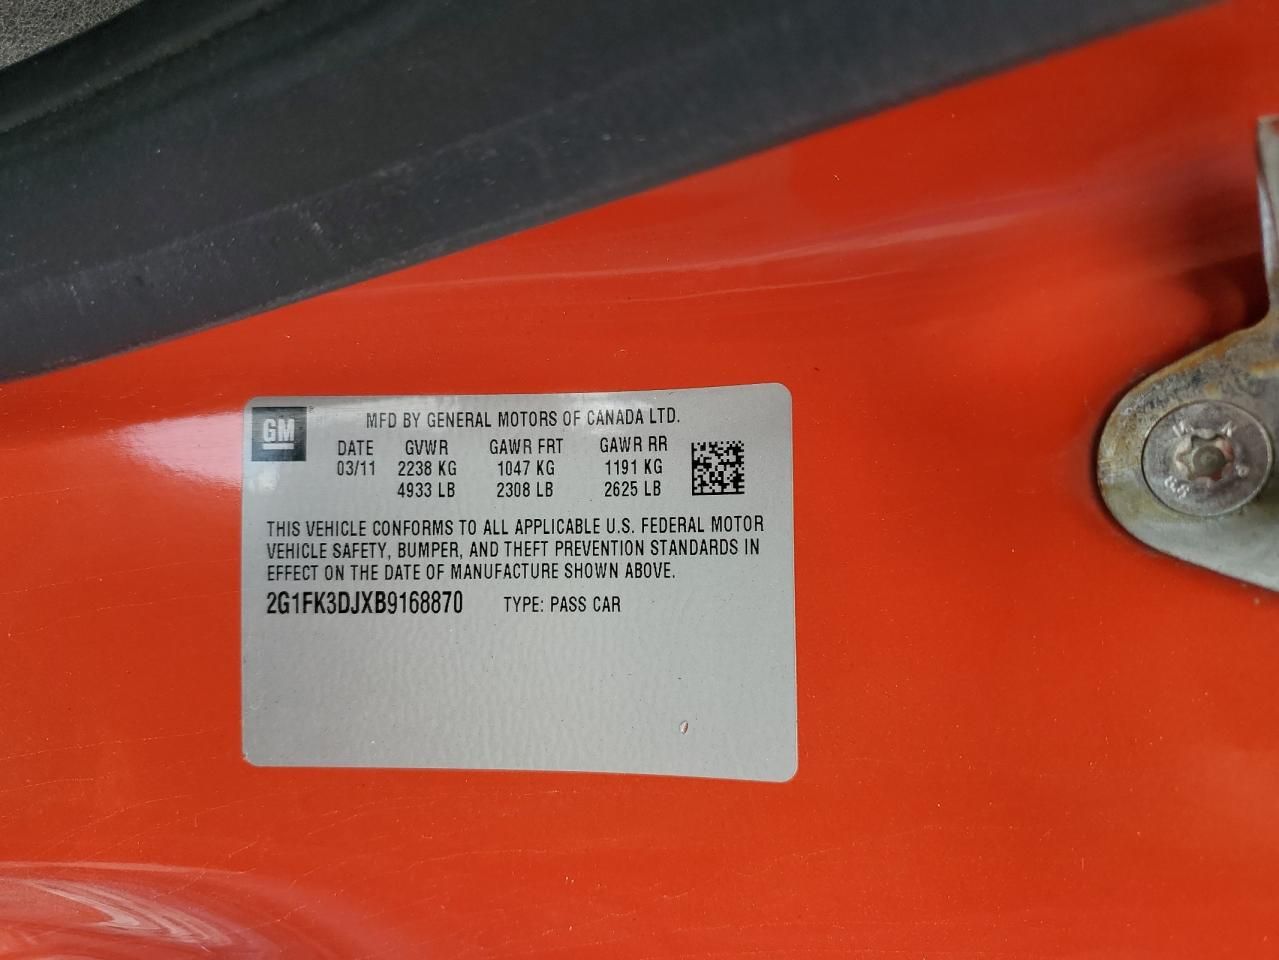 GM
MFD BY GENERAL MOTORS OF CANADA LTD.
DATE GVWR GAWR FRT GAWR RR
03/11 2238 KG 1047 KG 1191 KG
4933 LB 2308 LB 2625 LB
THIS VEHICLE CONFORMS TO ALL APPLICABLE U.S. FEDERAL MOTOR
VEHICLE SAFETY, BUMPER, AND THEFT PREVENTION STANDARDS IN
EFFECT ON THE DATE OF MANUFACTURE SHOWN ABOVE.
2G1FK3DJXB9168870 TYPE: PASS CAR